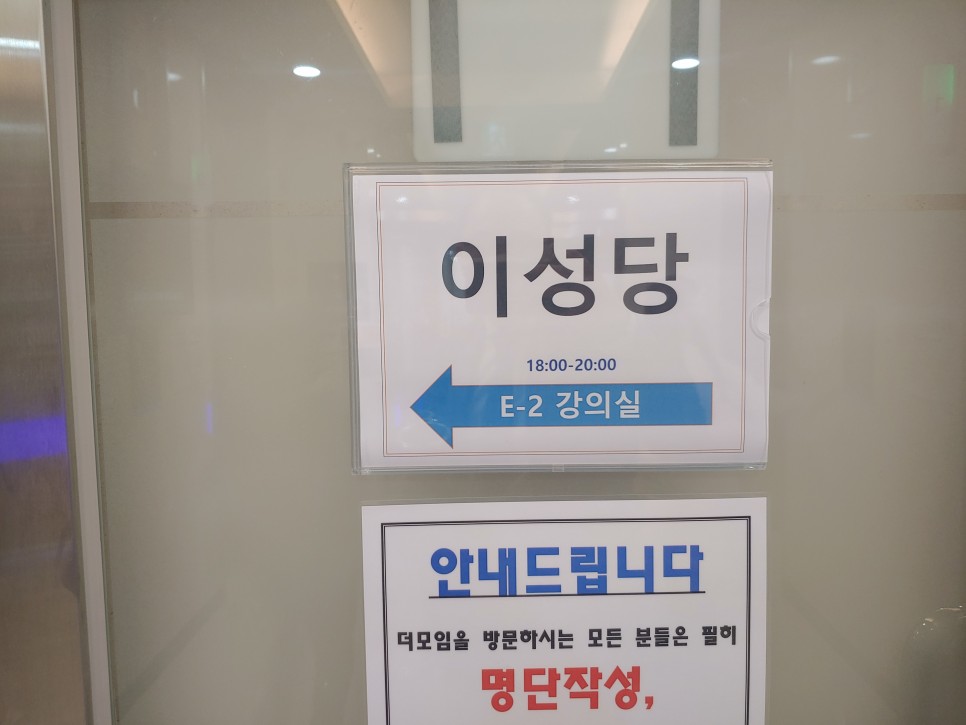 이성당
18:00-20:00
E-2 강의실
안내드립니다
더모임을 방문하시는 모든 분들은 필히
명단작성,